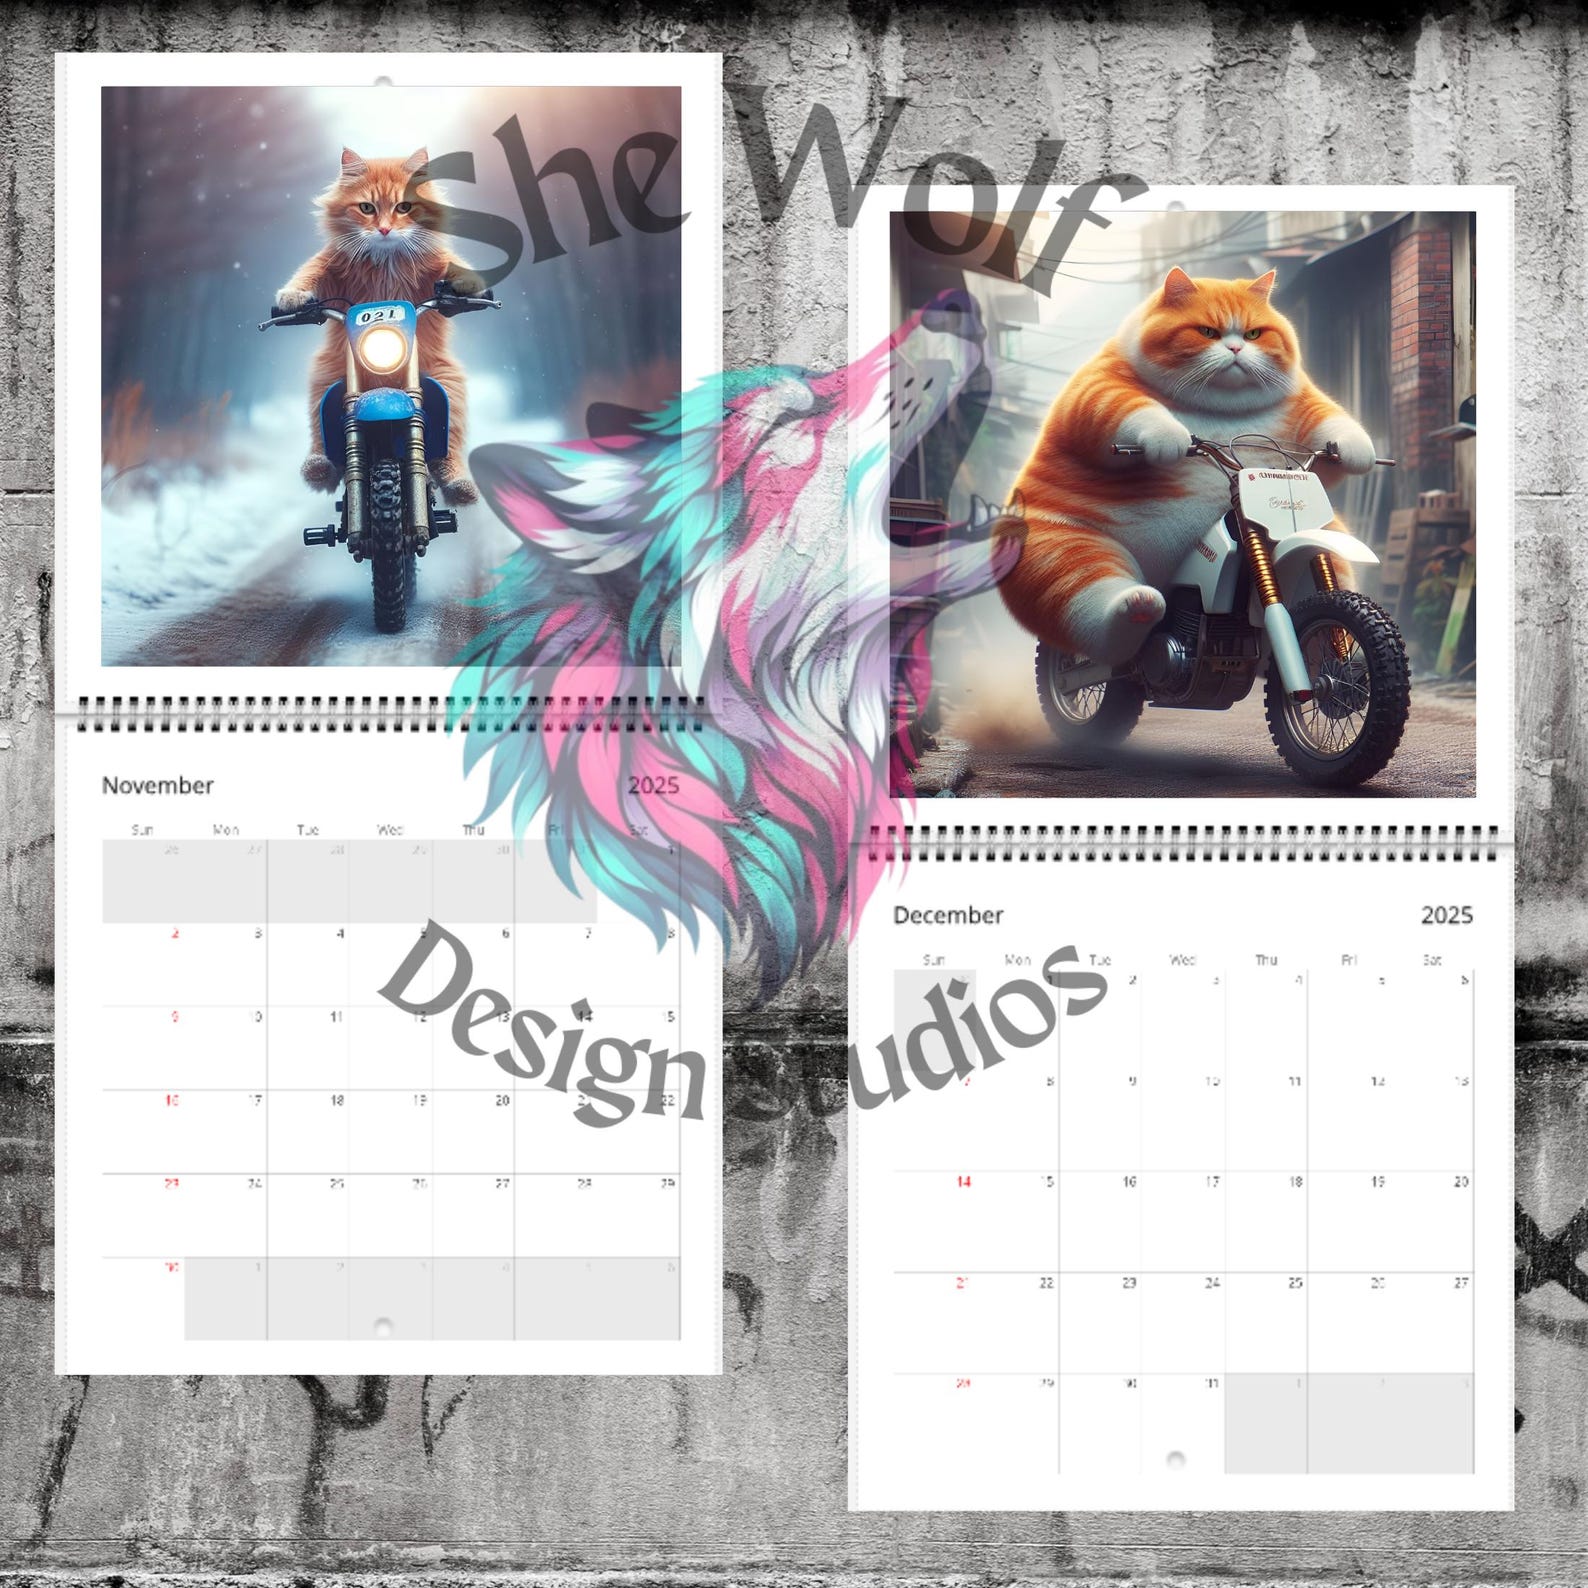 She Wolf
Design Studios
021
November 2025
Sun Mon Tue Wed Thu Fri Sat
26 27 28 29 30 1
2 3 4 5 6 7 8
9 10 11 12 13 14 15
16 17 18 19 20 21 22
23 24 25 26 27 28 29
30 1 2 3 4 5 6
December 2025
Sun Mon Tue Wed Thu Fri Sat
1 2 3 4 5 6
7 8 9 10 11 12 13
14 15 16 17 18 19 20
21 22 23 24 25 26 27
28 29 30 31 1 2 3